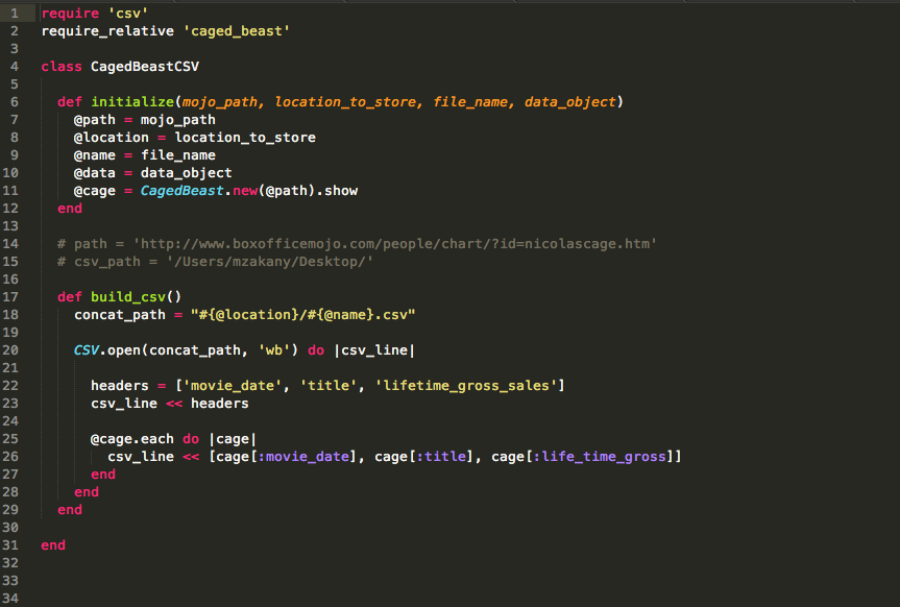 1 require 'csv'
2 require_relative 'caged_beast'
3
4 class CagedBeastCSV
5
6   def initialize(mojo_path, location_to_store, file_name, data_object)
7     @path = mojo_path
8     @location = location_to_store
9     @name = file_name
10     @data = data_object
11     @cage = CagedBeast.new(@path).show
12   end
13
14   # path = 'http://www.boxofficemojo.com/people/chart/?id=nicolascage.htm'
15   # csv_path = '/Users/mzakany/Desktop/'
16
17   def build_csv()
18     concat_path = "#{@location}/#{@name}.csv"
19
20     CSV.open(concat_path, 'wb') do |csv_line|
21
22       headers = ['movie_date', 'title', 'lifetime_gross_sales']
23       csv_line << headers
24
25       @cage.each do |cage|
26         csv_line << [cage[:movie_date], cage[:title], cage[:life_time_gross]]
27       end
28     end
29   end
30
31 end
32
33
34